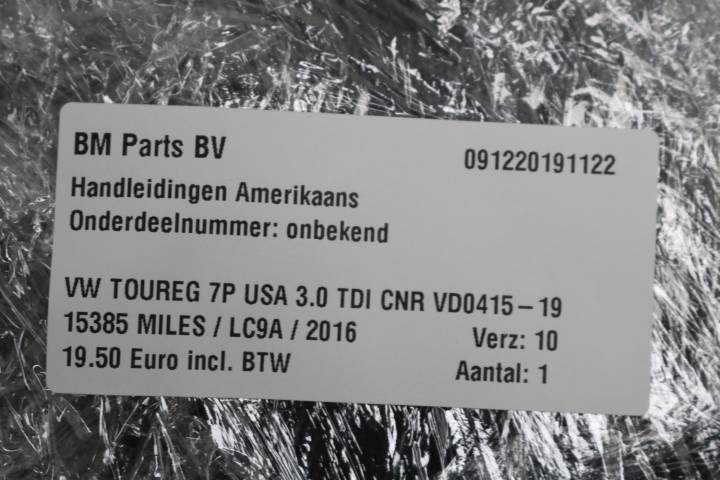 BM Parts BV 091220191122
Handleidingen Amerikaans
Onderdeelnummer: onbekend
VW TOUREG 7P USA 3.0 TDI CNR VD0415-19
15385 MILES / LC9A / 2016 Verz: 10
19.50 Euro incl. BTW Aantal: 1